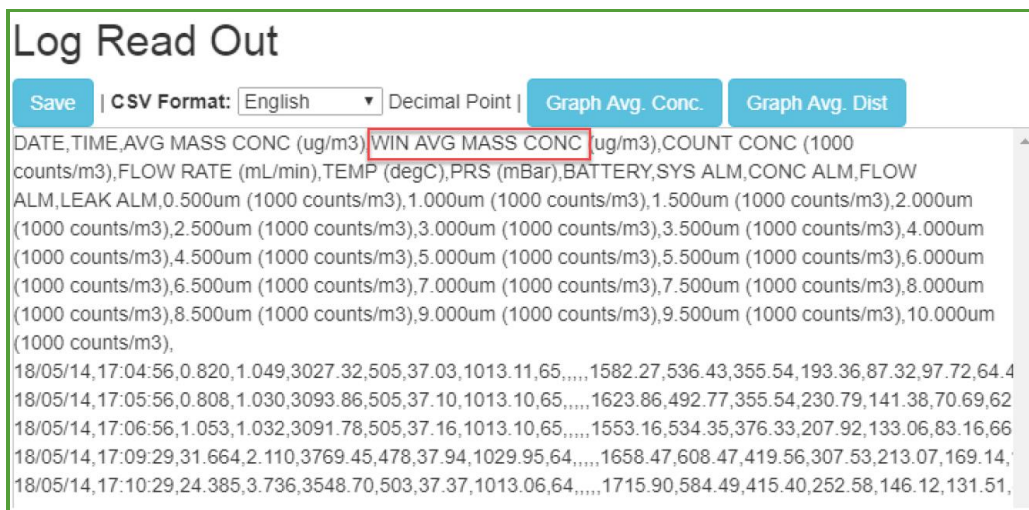 Log Read Out
Save | CSV Format: English Decimal Point | Graph Avg. Conc. Graph Avg. Dist
DATE,TIME,AVG MASS CONC (ug/m3),WIN AVG MASS CONC (ug/m3),COUNT CONC (1000
counts/m3),FLOW RATE (mL/min),TEMP (degC),PRS (mBar),BATTERY,SYS ALM,CONC ALM,FLOW
ALM,LEAK ALM,0.500um (1000 counts/m3),1.000um (1000 counts/m3),1.500um (1000 counts/m3),2.000um
(1000 counts/m3),2.500um (1000 counts/m3),3.000um (1000 counts/m3),3.500um (1000 counts/m3),4.000um
(1000 counts/m3),4.500um (1000 counts/m3),5.000um (1000 counts/m3),5.500um (1000 counts/m3),6.000um
(1000 counts/m3),6.500um (1000 counts/m3),7.000um (1000 counts/m3),7.500um (1000 counts/m3),8.000um
(1000 counts/m3),8.500um (1000 counts/m3),9.000um (1000 counts/m3),9.500um (1000 counts/m3),10.000um
(1000 counts/m3),
18/05/14,17:04:56,0.820,1.049,3027.32,505,37.03,1013.11,65,,,,,1582.27,536.43,355.54,193.36,87.32,97.72,64.4
18/05/14,17:05:56,0.808,1.030,3093.86,505,37.10,1013.10,65,,,,,1623.86,492.77,355.54,230.79,141.38,70.69,62
18/05/14,17:06:56,1.053,1.032,3091.78,505,37.16,1013.10,65,,,,,1553.16,534.35,376.33,207.92,133.06,83.16,66
18/05/14,17:09:29,31.664,2.110,3769.45,478,37.94,1029.95,64,,,,,1658.47,608.47,419.56,307.53,213.07,169.14,
18/05/14,17:10:29,24.385,3.736,3548.70,503,37.37,1013.06,64,,,,,1715.90,584.49,415.40,252.58,146.12,131.51,